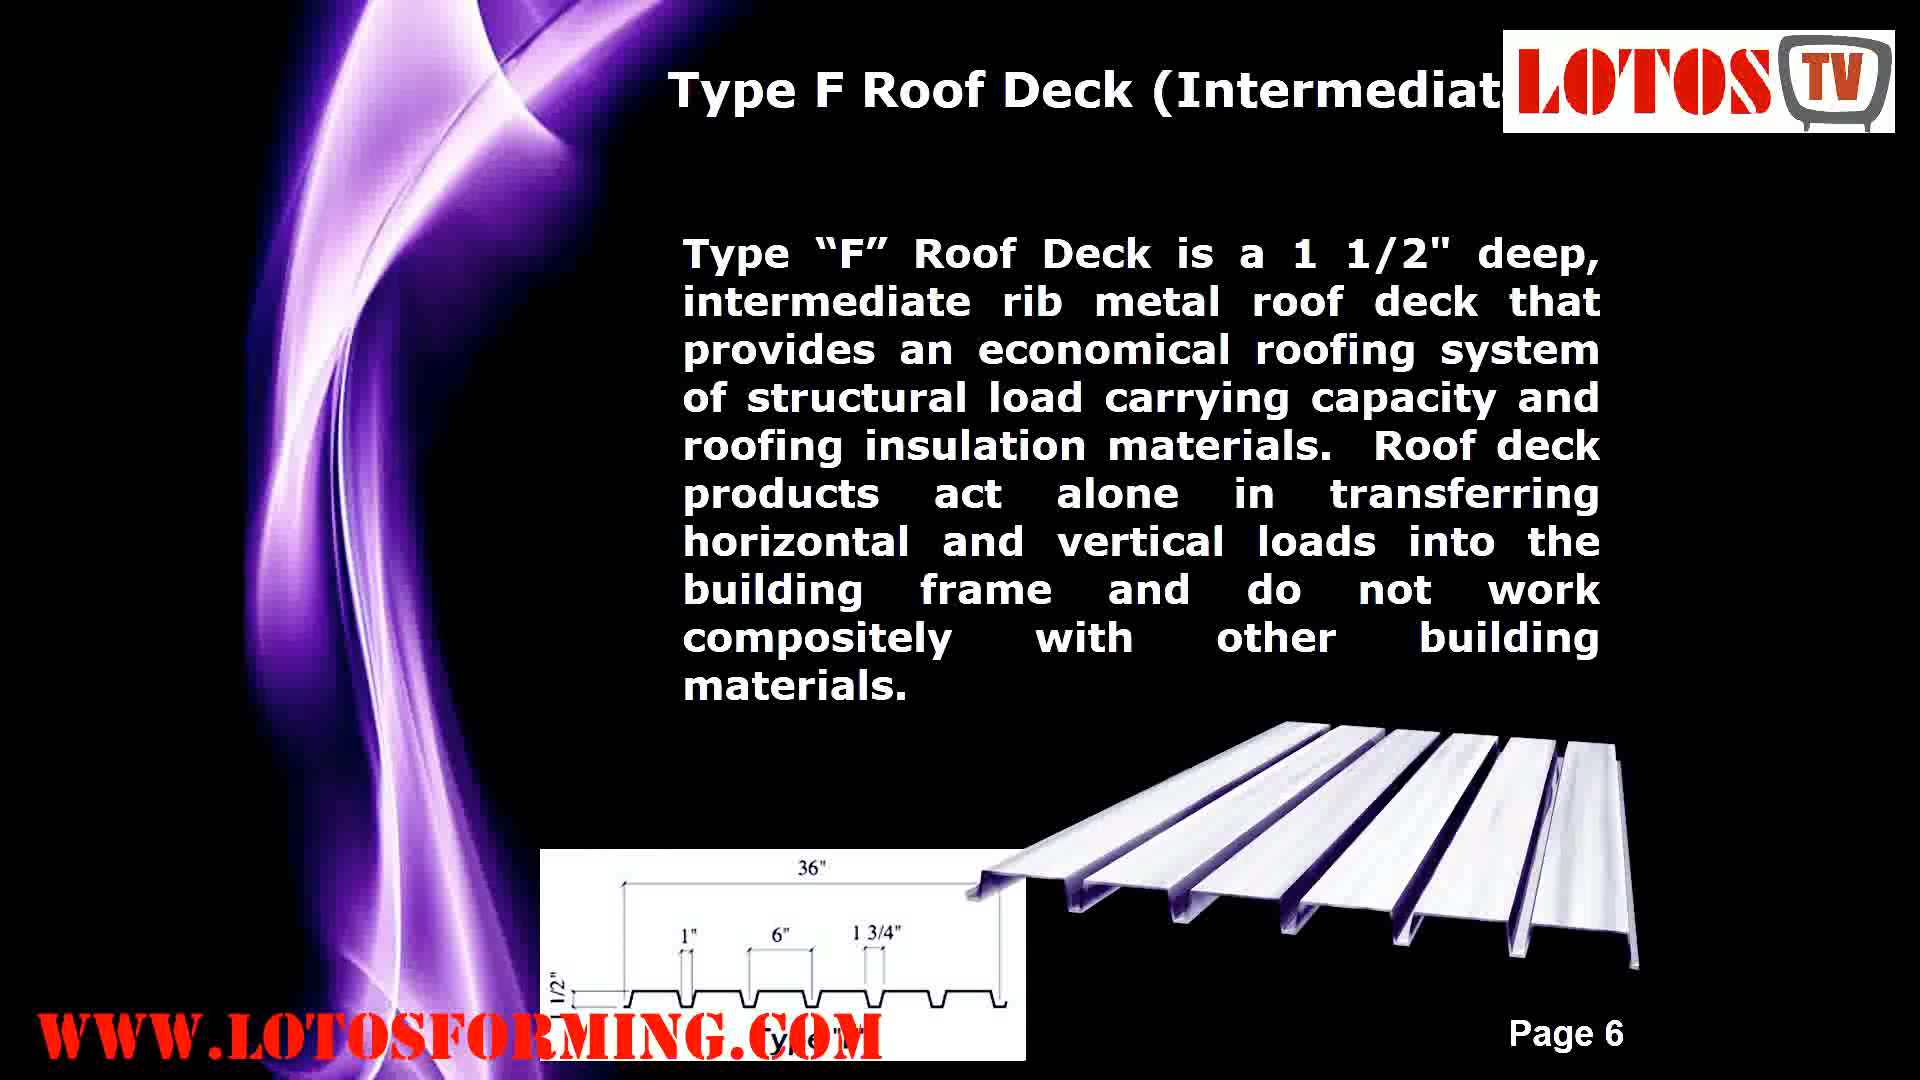 Type F Roof Deck (Intermediate
LOTOS TV
Type “F” Roof Deck is a 1 1/2" deep,
intermediate rib metal roof deck that
provides an economical roofing system
of structural load carrying capacity and
roofing insulation materials. Roof deck
products act alone in transferring
horizontal and vertical loads into the
building frame and do not work
compositely with other building
materials.
36"
1" 6" 1 3/4"
1/2"
WWW.LOTOSFORMING.COM
Page 6